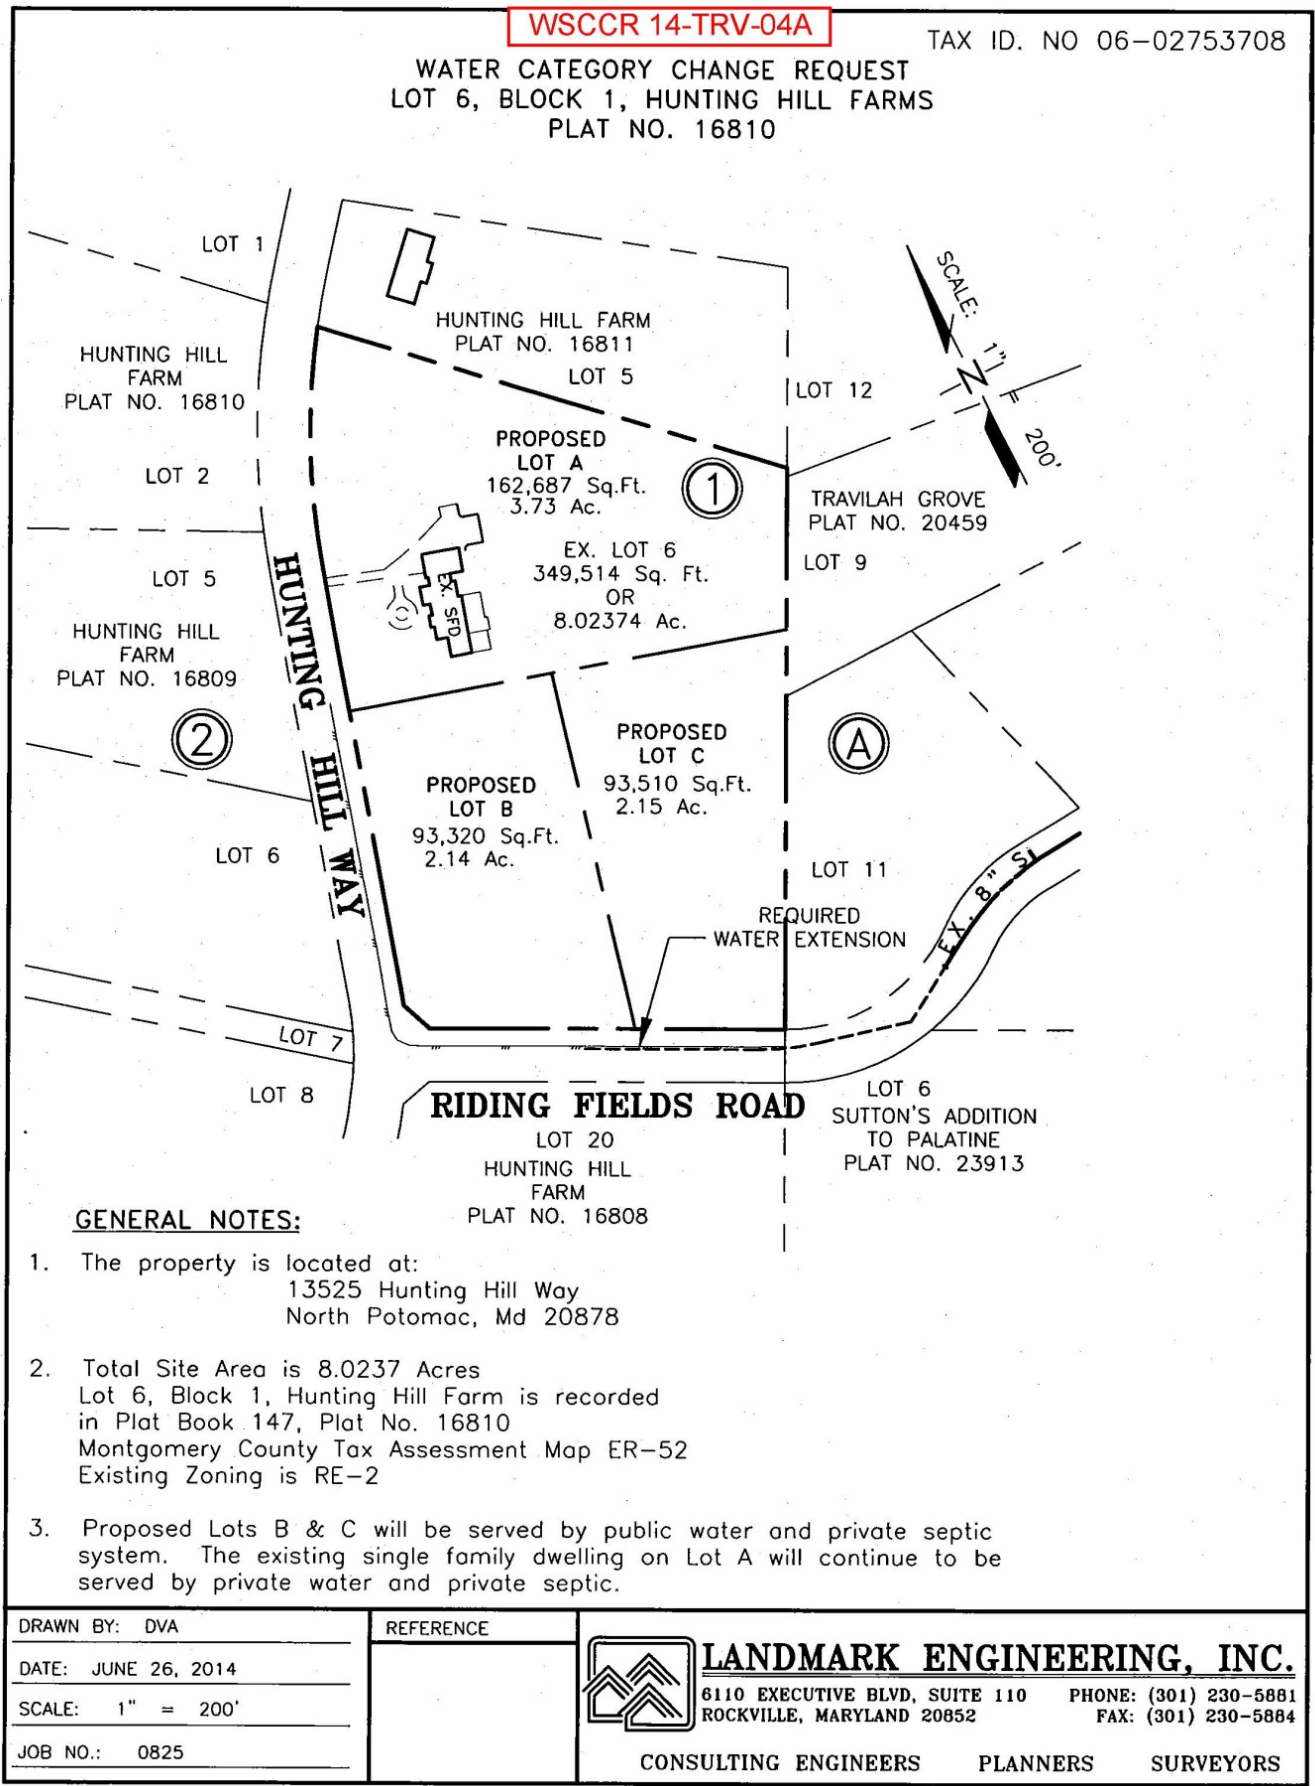 WSCCR 14-TRV-04A
TAX ID. NO 06-02753708
WATER CATEGORY CHANGE REQUEST
LOT 6, BLOCK 1, HUNTING HILL FARMS
PLAT NO. 16810
LOT 1
HUNTING HILL
FARM
PLAT NO. 16810
LOT 2
LOT 5
HUNTING HILL
FARM
PLAT NO. 16809
2
LOT 6
LOT 7
LOT 8
HUNTING HILL WAY
HUNTING HILL FARM
PLAT NO. 16811
LOT 5
PROPOSED
LOT A
162,687 Sq.Ft.
3.73 Ac.
1
EX. LOT 6
349,514 Sq. Ft.
OR
8.02374 Ac.
EX. SFD
PROPOSED
LOT B
93,320 Sq.Ft.
2.14 Ac.
PROPOSED
LOT C
93,510 Sq.Ft.
2.15 Ac.
LOT 12
SCALE: 1" = 200'
N
TRAVILAH GROVE
PLAT NO. 20459
LOT 9
A
LOT 11
REQUIRED
WATER EXTENSION
EX. 8"
RIDING FIELDS ROAD
LOT 20
HUNTING HILL
FARM
PLAT NO. 16808
LOT 6
SUTTON'S ADDITION
TO PALATINE
PLAT NO. 23913
GENERAL NOTES:
1. The property is located at:
13525 Hunting Hill Way
North Potomac, Md 20878
2. Total Site Area is 8.0237 Acres
Lot 6, Block 1, Hunting Hill Farm is recorded
in Plat Book 147, Plat No. 16810
Montgomery County Tax Assessment Map ER-52
Existing Zoning is RE-2
3. Proposed Lots B & C will be served by public water and private septic
system. The existing single family dwelling on Lot A will continue to be
served by private water and private septic.
DRAWN BY: DVA
DATE: JUNE 26, 2014
SCALE: 1" = 200'
JOB NO.: 0825
REFERENCE
LANDMARK ENGINEERING, INC.
6110 EXECUTIVE BLVD, SUITE 110 PHONE: (301) 230-5881
ROCKVILLE, MARYLAND 20852 FAX: (301) 230-5884
CONSULTING ENGINEERS PLANNERS SURVEYORS